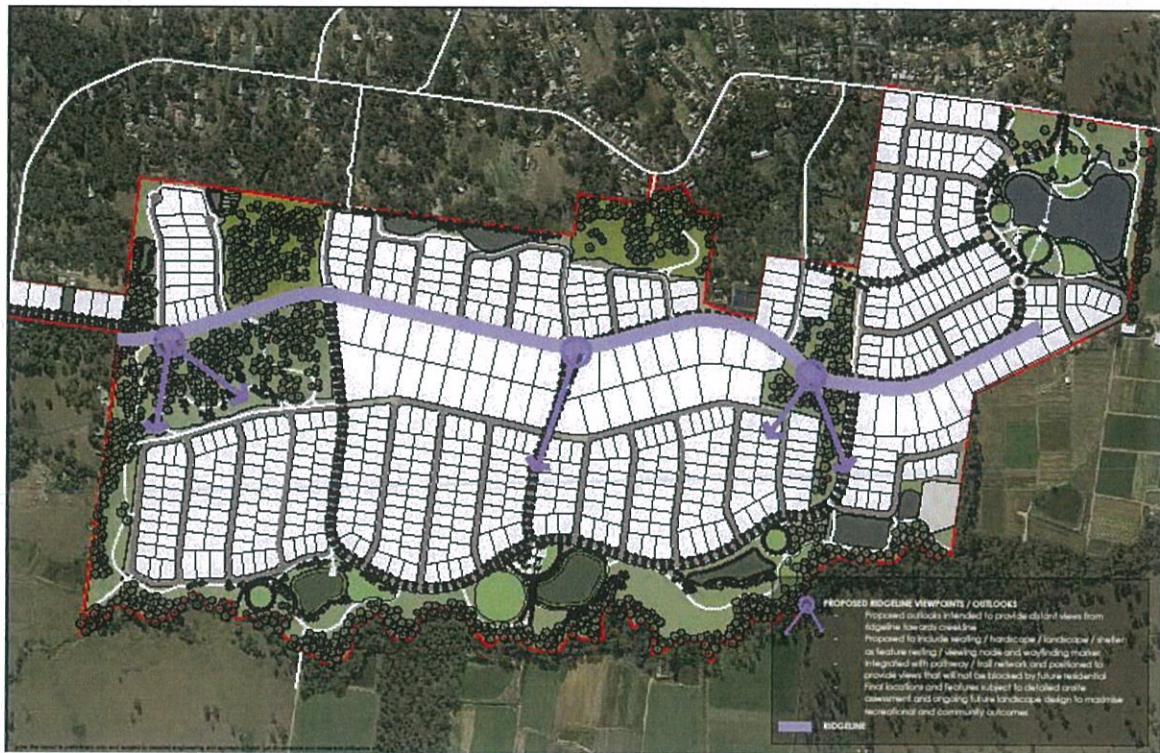 PROPOSED RIDGELINE VIEWPOINTS / OUTLOOKS
- Proposed outlooks intended to provide distant views from
ridgeline towards creekline
- Proposed to include seating / hardscape / landscape / shelter
as feature resting / viewing node and wayfinding marker
- Integrated with pathway / trail network and positioned to
provide views that will not be blocked by future residential
- Final locations and features subject to detailed onsite
assessment and ongoing future landscape design to maximise
recreational and community outcomes
RIDGELINE